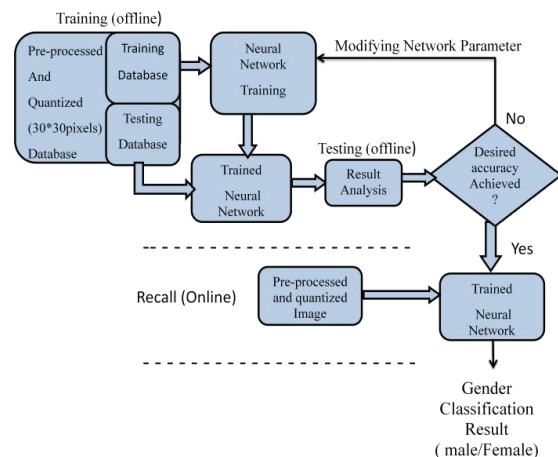 Training (offline)
Pre-processed
And
Quantized
(30*30pixels)
Database
Training
Database
Testing
Database
Neural
Network
Training
Modifying Network Parameter
No
Trained
Neural
Network
Testing (offline)
Result
Analysis
Desired
accuracy
Achieved
?
Yes
Recall (Online)
Pre-processed
and quantized
Image
Trained
Neural
Network
Gender
Classification
Result
( male/Female)